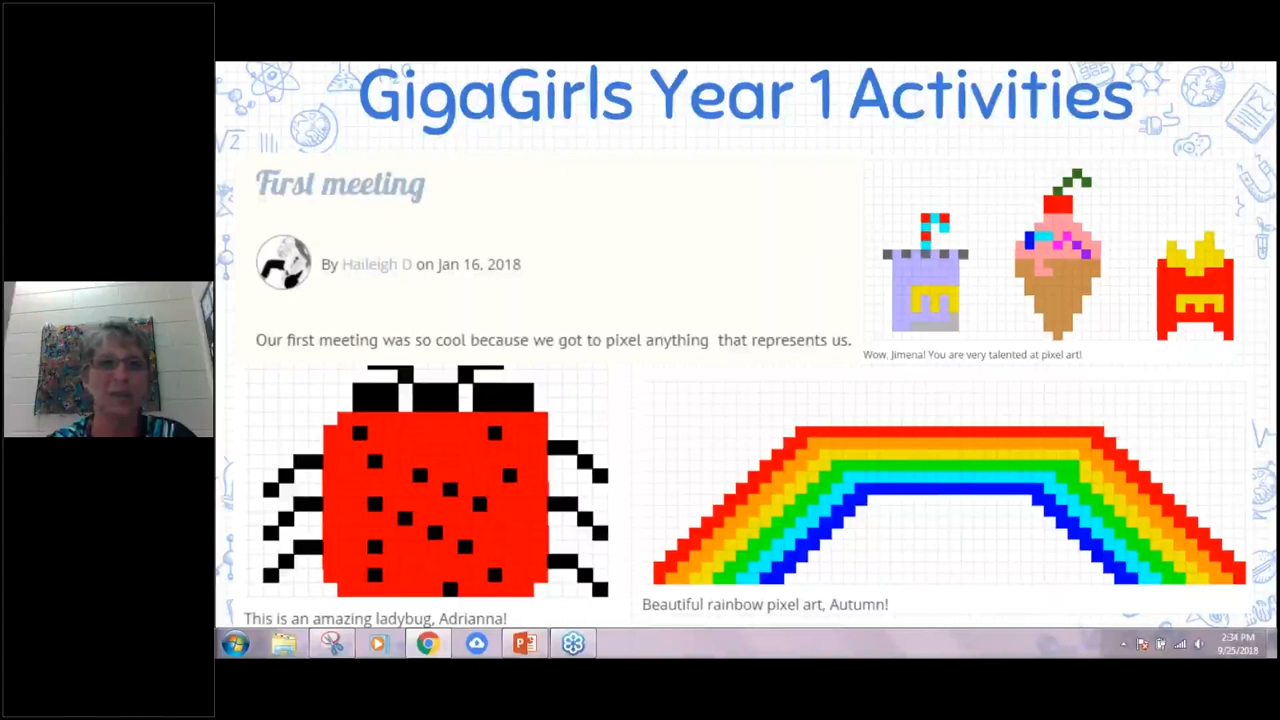 GigaGirls Year 1 Activities
First meeting
By Haileigh D on Jan 16, 2018
Our first meeting was so cool because we got to pixel anything that represents us.
Wow, Jimena! You are very talented at pixel art!
This is an amazing ladybug, Adrianna!
Beautiful rainbow pixel art, Autumn!
2:34 PM
9/25/2018